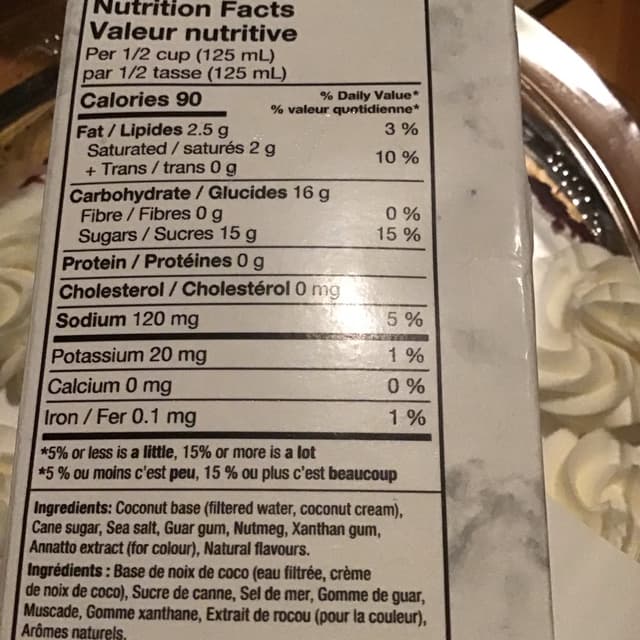 Nutrition Facts
Valeur nutritive
Per 1/2 cup (125 mL)
par 1/2 tasse (125 mL)
Calories 90
% Daily Value*
% valeur quotidienne*
Fat / Lipides 2.5 g 3 %
Saturated / saturés 2 g
+ Trans / trans 0 g 10 %
Carbohydrate / Glucides 16 g
Fibre / Fibres 0 g 0 %
Sugars / Sucres 15 g 15 %
Protein / Protéines 0 g
Cholesterol / Cholestérol 0 mg
Sodium 120 mg 5 %
Potassium 20 mg 1 %
Calcium 0 mg 0 %
Iron / Fer 0.1 mg 1 %
*5% or less is a little, 15% or more is a lot
*5 % ou moins c'est peu, 15 % ou plus c'est beaucoup
Ingredients: Coconut base (filtered water, coconut cream),
Cane sugar, Sea salt, Guar gum, Nutmeg, Xanthan gum,
Annatto extract (for colour), Natural flavours.
Ingrédients : Base de noix de coco (eau filtrée, crème
de noix de coco), Sucre de canne, Sel de mer, Gomme de guar,
Muscade, Gomme xanthane, Extrait de rocou (pour la couleur),
Arômes naturels.